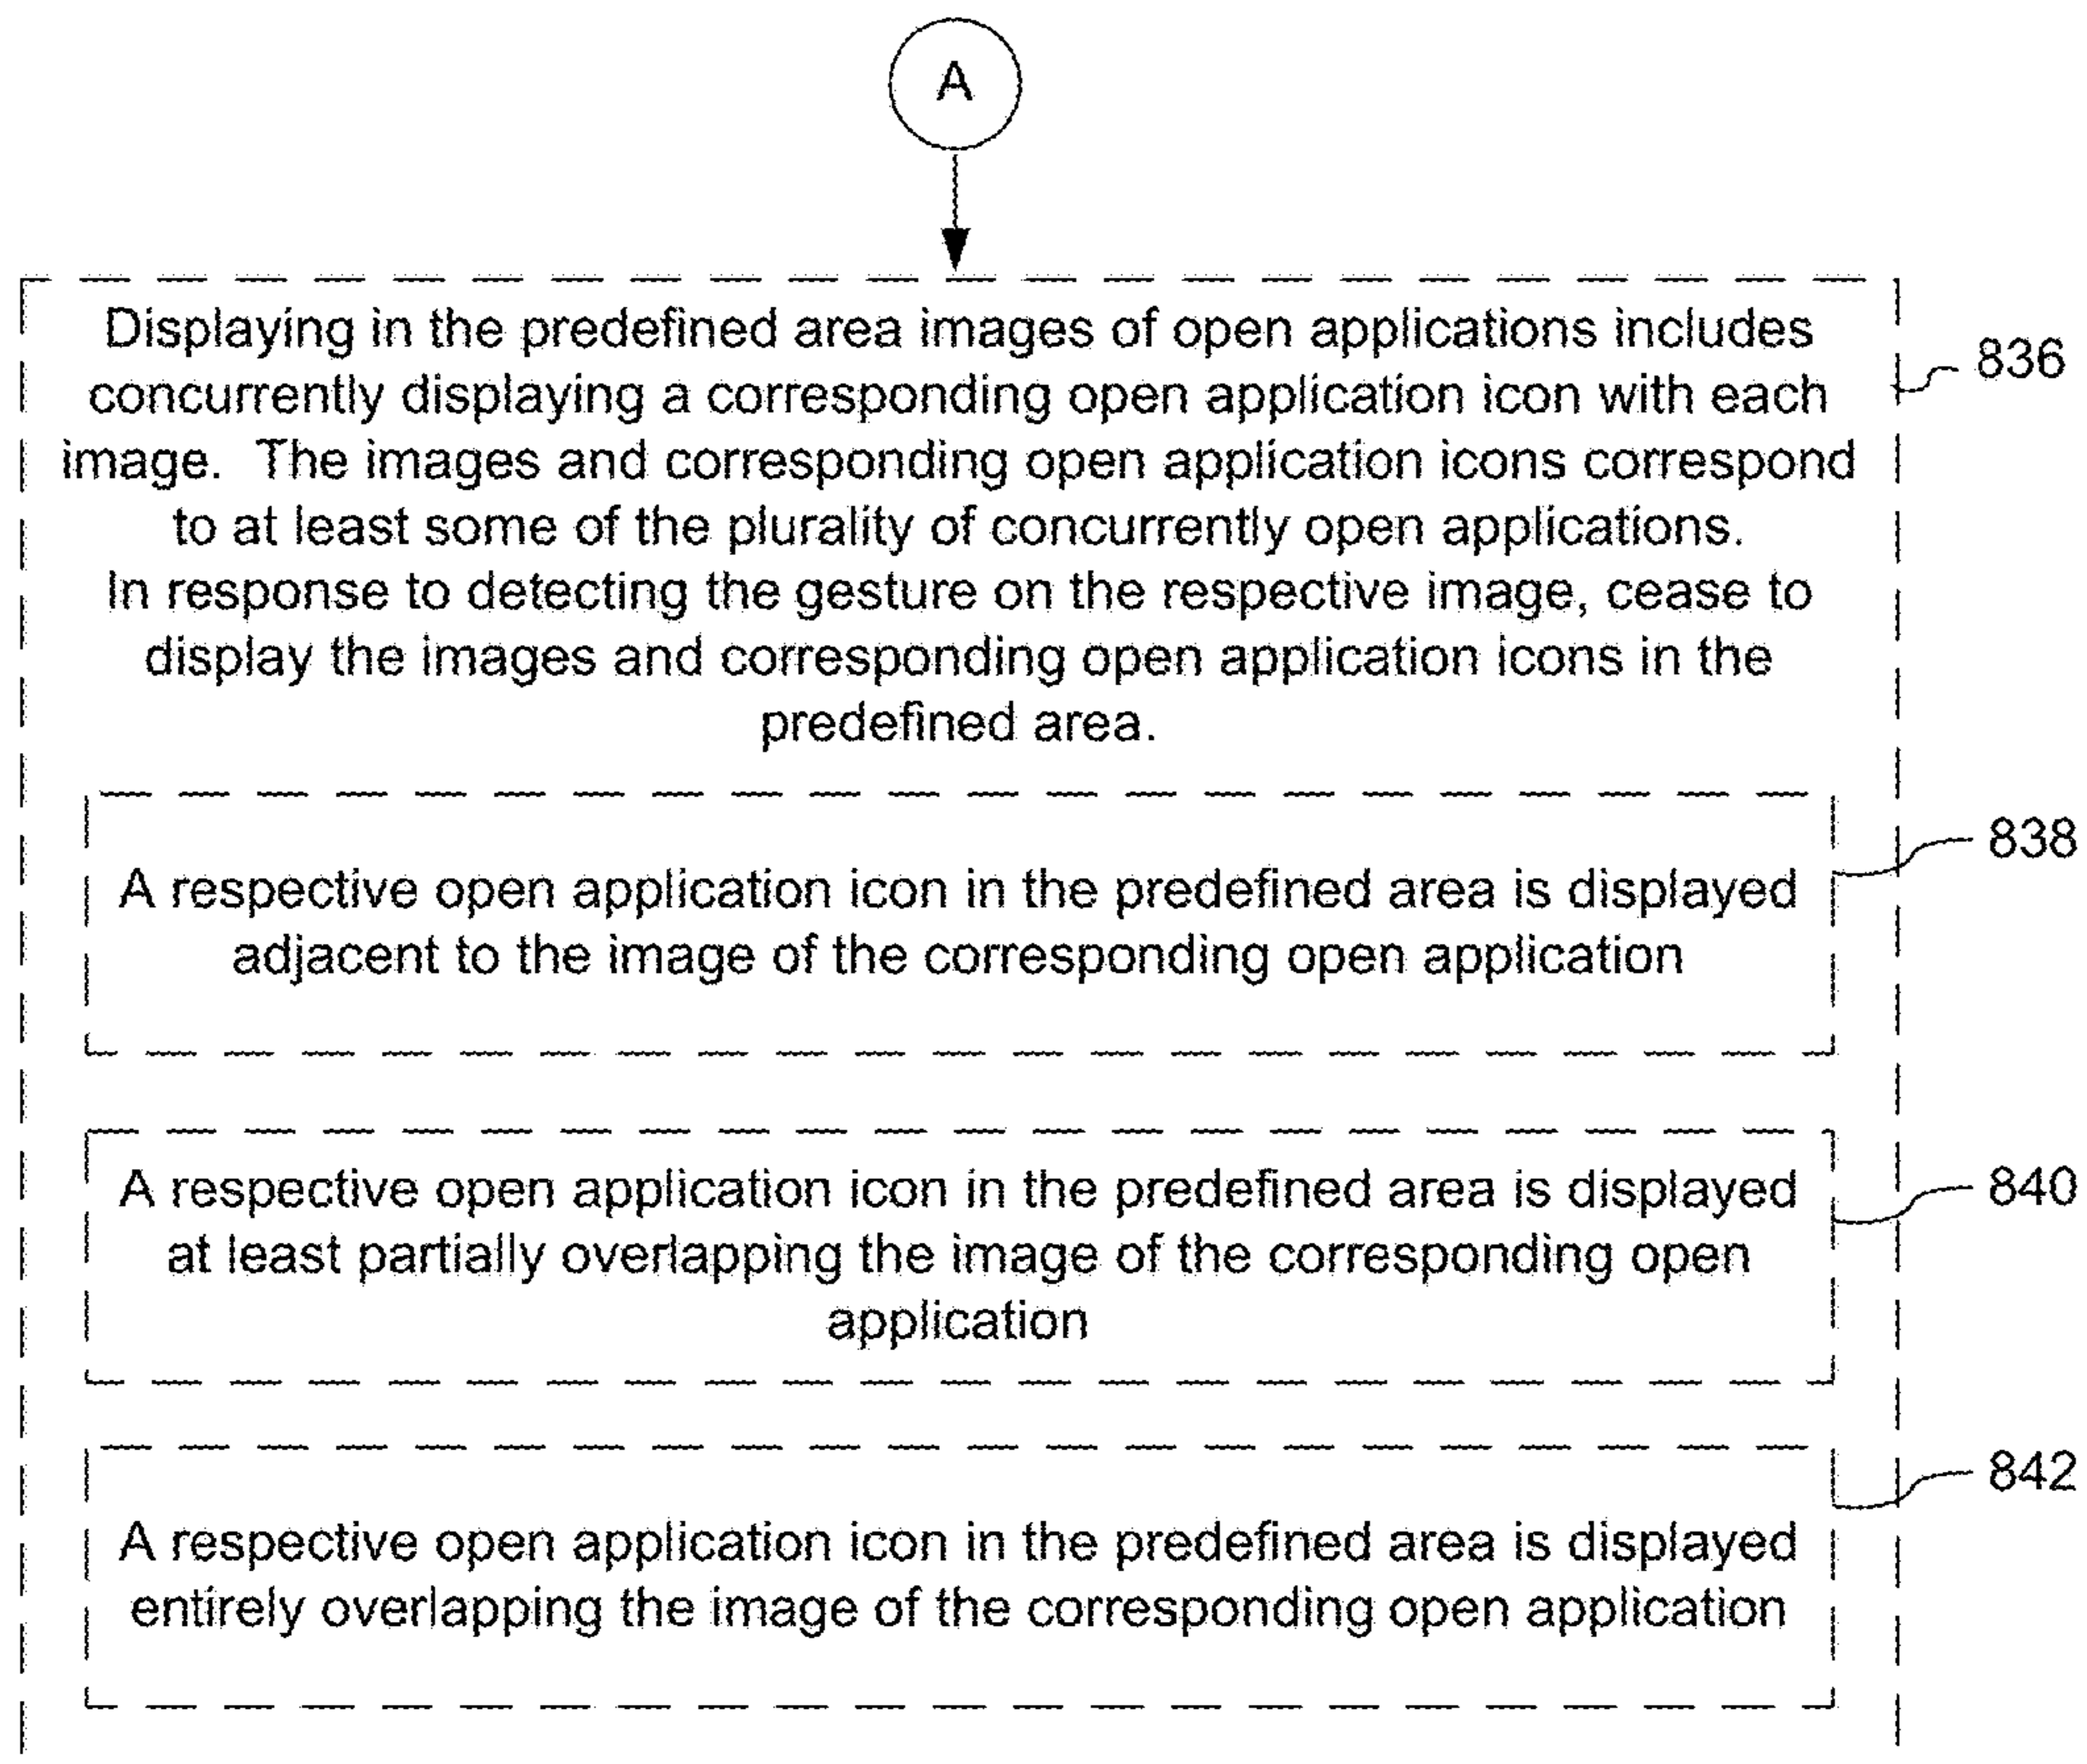 A
Displaying in the predefined area images of open applications includes
concurrently displaying a corresponding open application icon with each
image.  The images and corresponding open application icons correspond
to at least some of the plurality of concurrently open applications.
In response to detecting the gesture on the respective image, cease to
display the images and corresponding open application icons in the
predefined area.
836
A respective open application icon in the predefined area is displayed
adjacent to the image of the corresponding open application
838
A respective open application icon in the predefined area is displayed
at least partially overlapping the image of the corresponding open
application
840
A respective open application icon in the predefined area is displayed
entirely overlapping the image of the corresponding open application
842